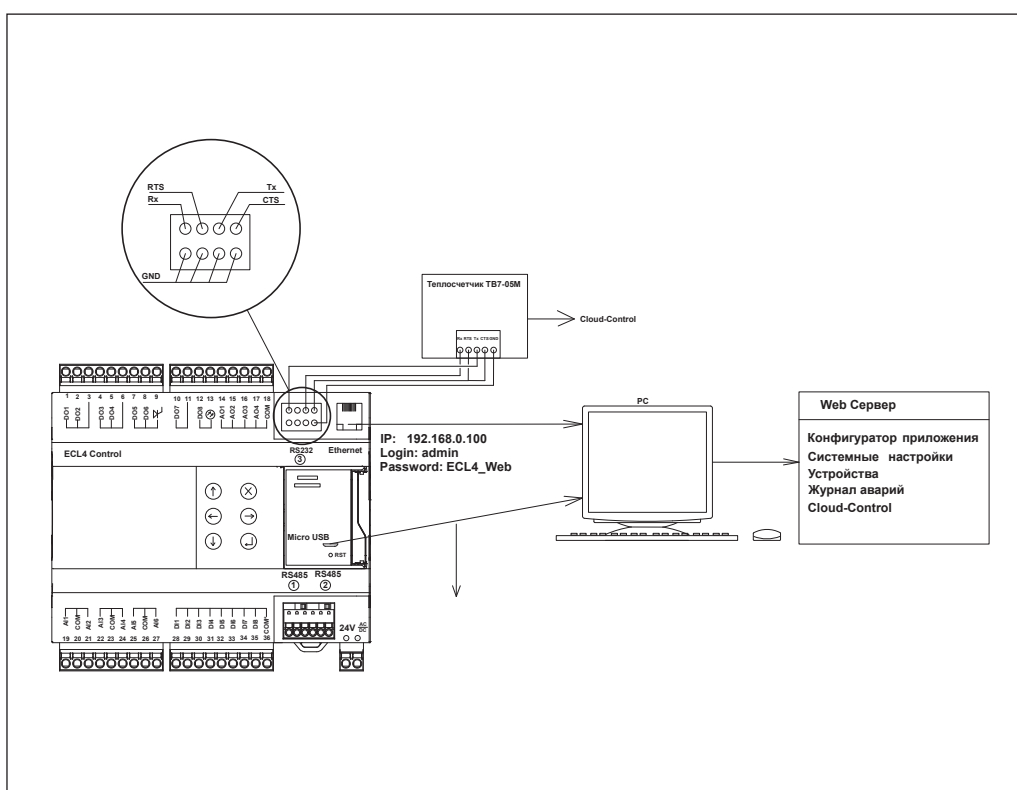 RTS Tx
Rx CTS
GND
Теплосчетчик ТВ7-05М
Rx RTS Tx CTS GND
Cloud-Control
1 2 3 4 5 6 7 8 9 10 11 12 13 14 15 16 17 18
DO1 DO2 DO3 DO4 DO5 DO6 DO7 DO8 AO1 AO2 AO3 AO4 COM
ECL4 Control
RS232
3
Ethernet
IP: 192.168.0.100
Login: admin
Password: ECL4_Web
PC
Web Сервер
Конфигуратор приложения
Системные настройки
Устройства
Журнал аварий
Cloud-Control
Micro USB
RST
RS485 RS485
1 2
AI1 COM AI2 AI3 COM AI4 AI5 COM AI6 DI1 DI2 DI3 DI4 DI5 DI6 DI7 DI8 COM
19 20 21 22 23 24 25 26 27 28 29 30 31 32 33 34 35 36
24V AC DC